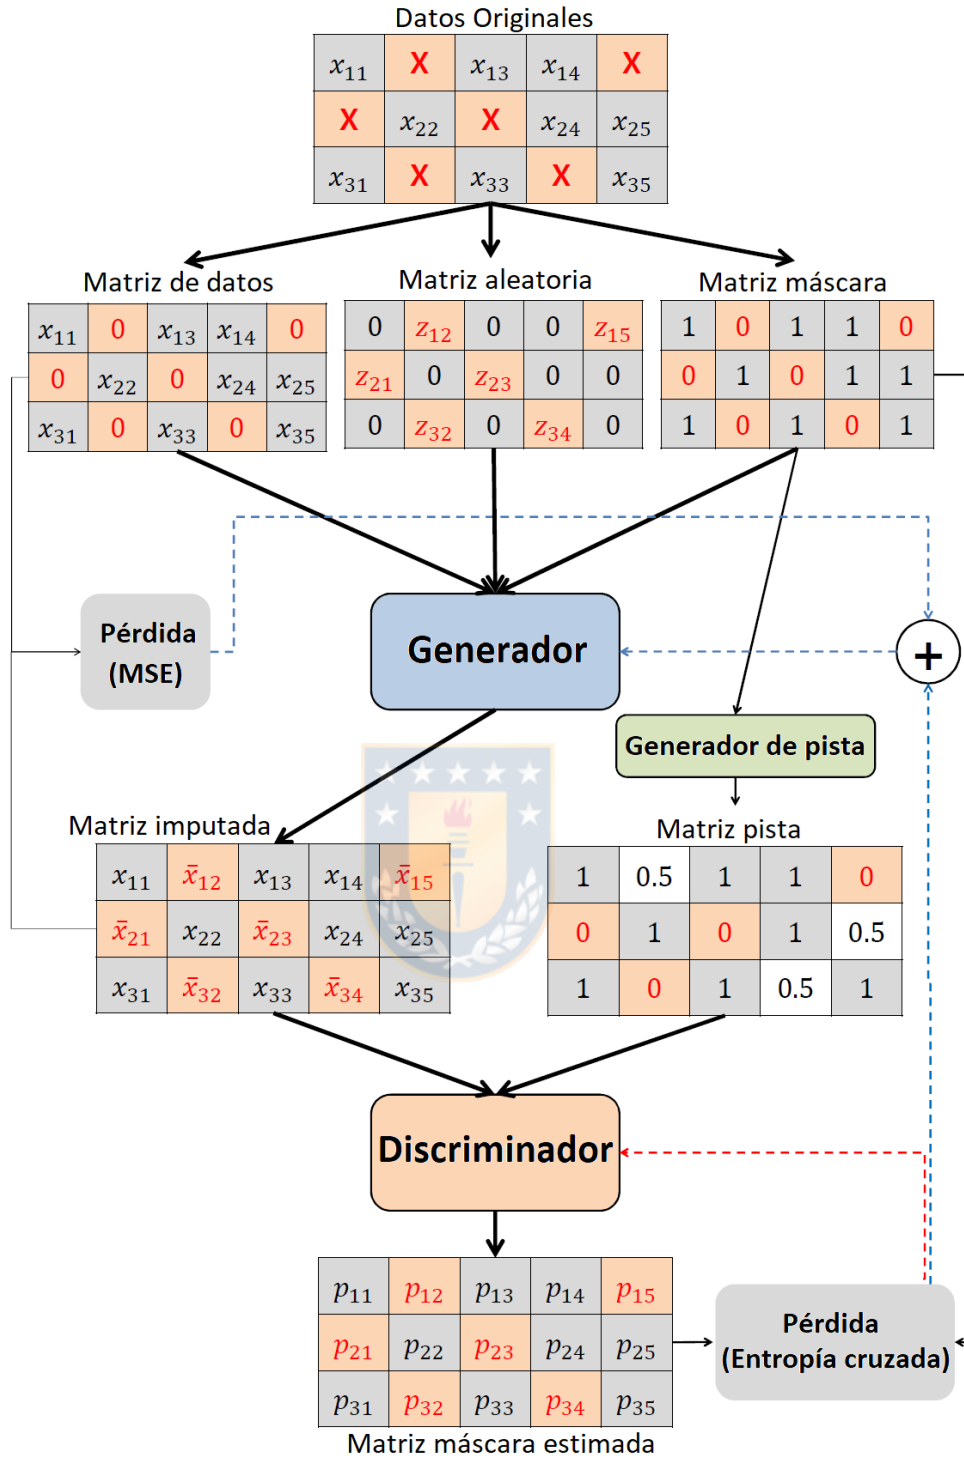 Datos Originales
x₁₁ X x₁₃ x₁₄ X
X x₂₂ X x₂₄ x₂₅
x₃₁ X x₃₃ X x₃₅
Matriz de datos
x₁₁ 0 x₁₃ x₁₄ 0
0 x₂₂ 0 x₂₄ x₂₅
x₃₁ 0 x₃₃ 0 x₃₅
Matriz aleatoria
0 z₁₂ 0 0 z₁₅
z₂₁ 0 z₂₃ 0 0
0 z₃₂ 0 z₃₄ 0
Matriz máscara
1 0 1 1 0
0 1 0 1 1
1 0 1 0 1
Pérdida
(MSE)
Generador
+
Generador de pista
Matriz imputada
x₁₁ x̄₁₂ x₁₃ x₁₄ x̄₁₅
x̄₂₁ x₂₂ x̄₂₃ x₂₄ x₂₅
x₃₁ x̄₃₂ x₃₃ x̄₃₄ x₃₅
Matriz pista
1 0.5 1 1 0
0 1 0 1 0.5
1 0 1 0.5 1
Discriminador
p₁₁ p₁₂ p₁₃ p₁₄ p₁₅
p₂₁ p₂₂ p₂₃ p₂₄ p₂₅
p₃₁ p₃₂ p₃₃ p₃₄ p₃₅
Matriz máscara estimada
Pérdida
(Entropía cruzada)